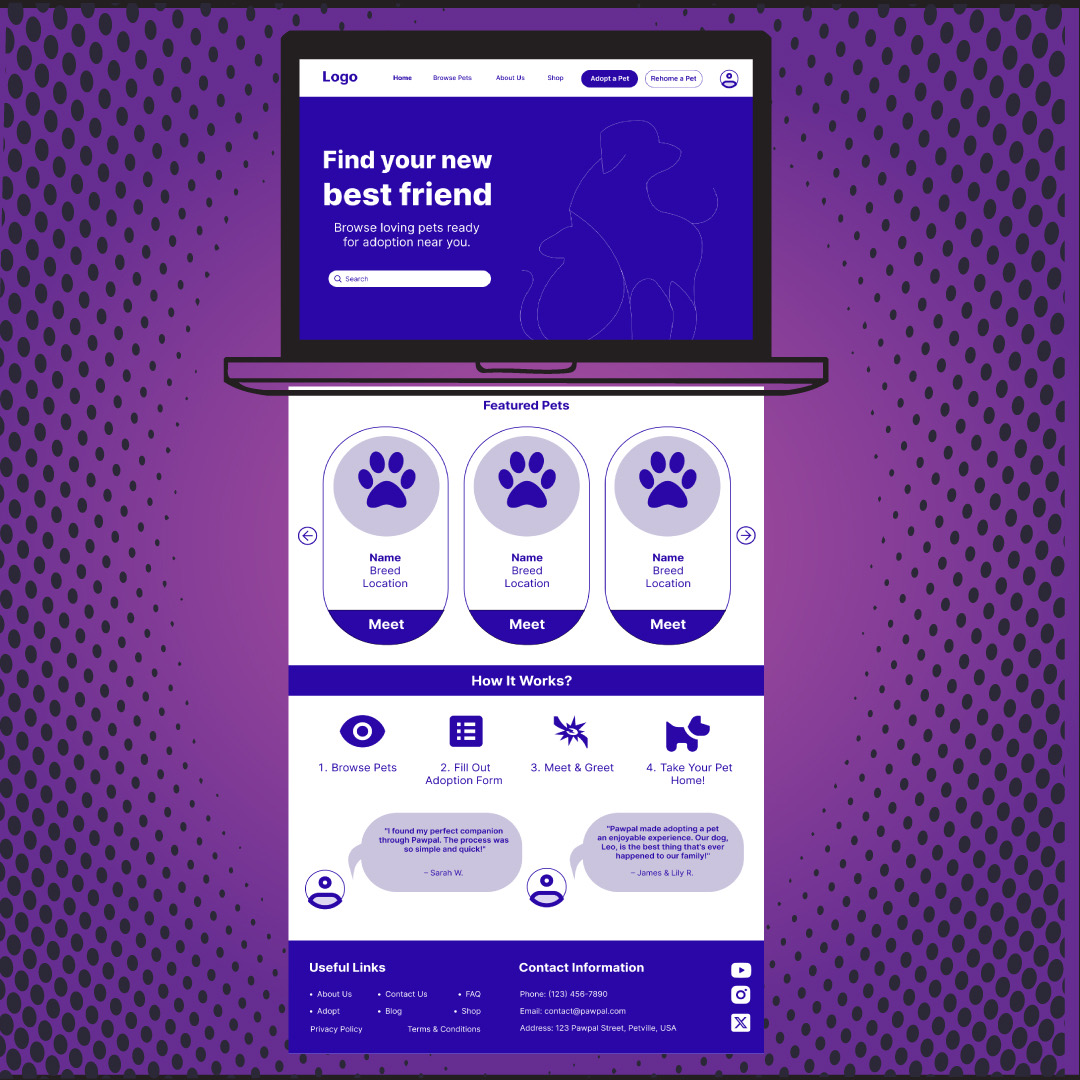 Logo
Home
Browse Pets
About Us
Shop
Adopt a Pet
Rehome a Pet
Find your new
best friend
Browse loving pets ready
for adoption near you.
Search
Featured Pets
Name
Breed
Location
Meet
Name
Breed
Location
Meet
Name
Breed
Location
Meet
How It Works?
1. Browse Pets
2. Fill Out
Adoption Form
3. Meet & Greet
4. Take Your Pet
Home!
"I found my perfect companion
through Pawpal. The process was
so simple and quick!"
– Sarah W.
"Pawpal made adopting a pet
an enjoyable experience. Our dog,
Leo, is the best thing that's ever
happened to our family!"
– James & Lily R.
Useful Links
• About Us
• Contact Us
• FAQ
• Adopt
• Blog
• Shop
Privacy Policy
Terms & Conditions
Contact Information
Phone: (123) 456-7890
Email: contact@pawpal.com
Address: 123 Pawpal Street, Petville, USA